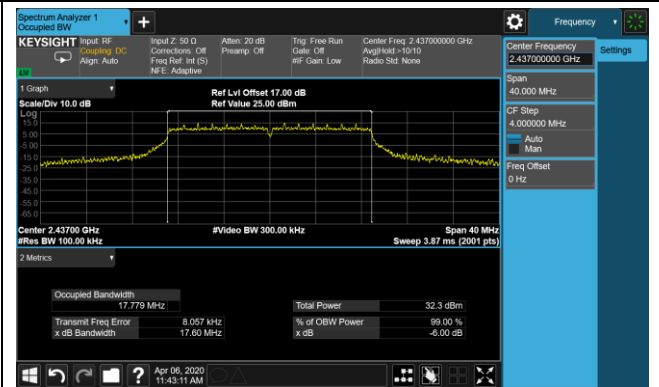 Spectrum Analyzer 1
Occupied BW
Frequency
KEYSIGHT
Input: RF
Coupling: DC
Align: Auto
Input Z: 50 Ω
Corrections: Off
Freq Ref: Int (S)
NFE: Adaptive
Atten: 20 dB
Preamp: Off
Trig: Free Run
Gate: Off
#IF Gain: Low
Center Freq: 2.437000000 GHz
Avg|Hold:>10/10
Radio Std: None
LV
Center Frequency
2.437000000 GHz
Settings
Span
40.000 MHz
CF Step
4.000000 MHz
Auto
Man
Freq Offset
0 Hz
1 Graph
Scale/Div 10.0 dB
Ref Lvl Offset 17.00 dB
Ref Value 25.00 dBm
Log
15.0
5.00
-5.00
-15.0
-25.0
-35.0
-45.0
-55.0
-65.0
Center 2.43700 GHz
#Video BW 300.00 kHz
Span 40 MHz
#Res BW 100.00 kHz
Sweep 3.87 ms (2001 pts)
2 Metrics
Occupied Bandwidth
17.779 MHz
Total Power 32.3 dBm
Transmit Freq Error 8.057 kHz
% of OBW Power 99.00 %
x dB Bandwidth 17.60 MHz
x dB -6.00 dB
Apr 06, 2020
11:43:11 AM